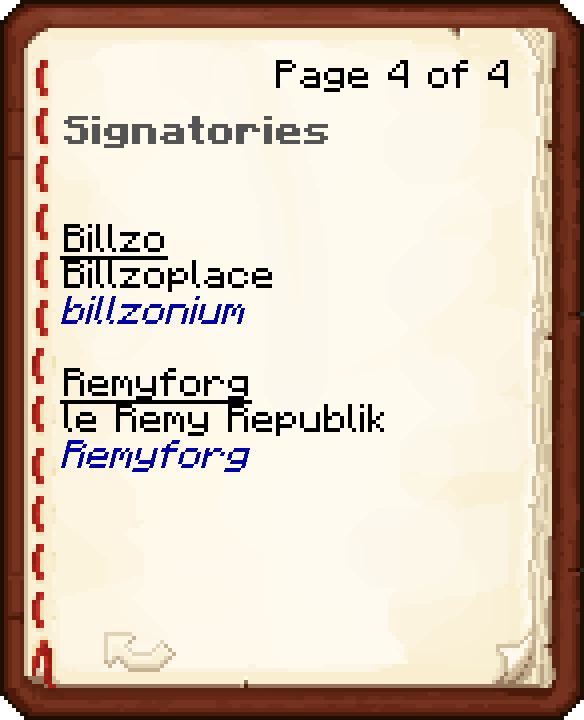 Page 4 of 4
Signatories
Billzo
Billzoplace
billzonium
Remyforg
le Remy Republik
Remyforg